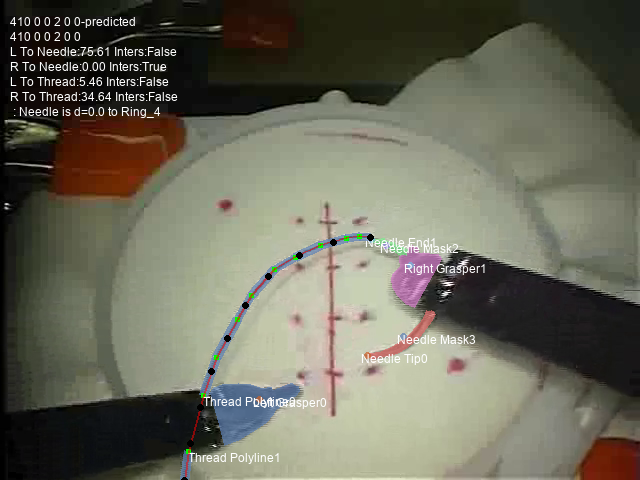 410 0 0 2 0 0-predicted
410 0 0 2 0 0
L To Needle:75.61 Inters:False
R To Needle:0.00 Inters:True
L To Thread:5.46 Inters:False
R To Thread:34.64 Inters:False
: Needle is d=0.0 to Ring_4
Needle End1
Needle Mask2
Right Grasper1
Needle Mask3
Needle Tip0
Thread
Grasper0
Thread Polyline1